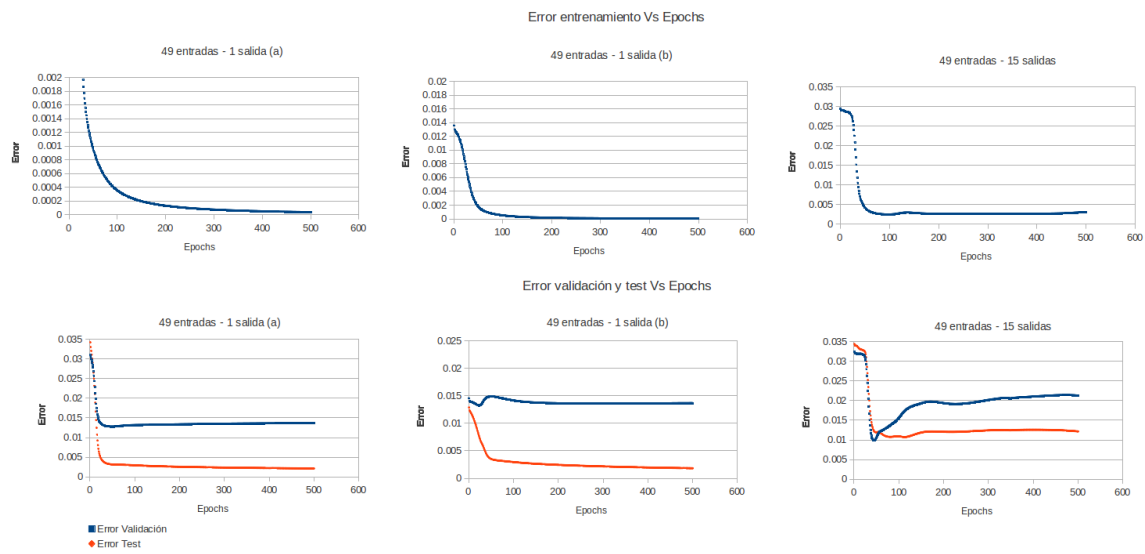 Error entrenamiento Vs Epochs
49 entradas - 1 salida (a)
0.002
0.0018
0.0016
0.0014
0.0012
0.001
0.0008
0.0006
0.0004
0.0002
0
Error
0 100 200 300 400 500 600
Epochs
49 entradas - 1 salida (b)
0.02
0.018
0.016
0.014
0.012
0.01
0.008
0.006
0.004
0.002
0
Error
0 100 200 300 400 500 600
Epochs
49 entradas - 15 salidas
0.035
0.03
0.025
0.02
0.015
0.01
0.005
0
Error
0 100 200 300 400 500 600
Epochs
Error validación y test Vs Epochs
49 entradas - 1 salida (a)
0.035
0.03
0.025
0.02
0.015
0.01
0.005
0
Error
0 100 200 300 400 500 600
Epochs
Error Validación
Error Test
49 entradas - 1 salida (b)
0.025
0.02
0.015
0.01
0.005
0
Error
0 100 200 300 400 500 600
Epochs
49 entradas - 15 salidas
0.035
0.03
0.025
0.02
0.015
0.01
0.005
0
Error
0 100 200 300 400 500 600
Epochs